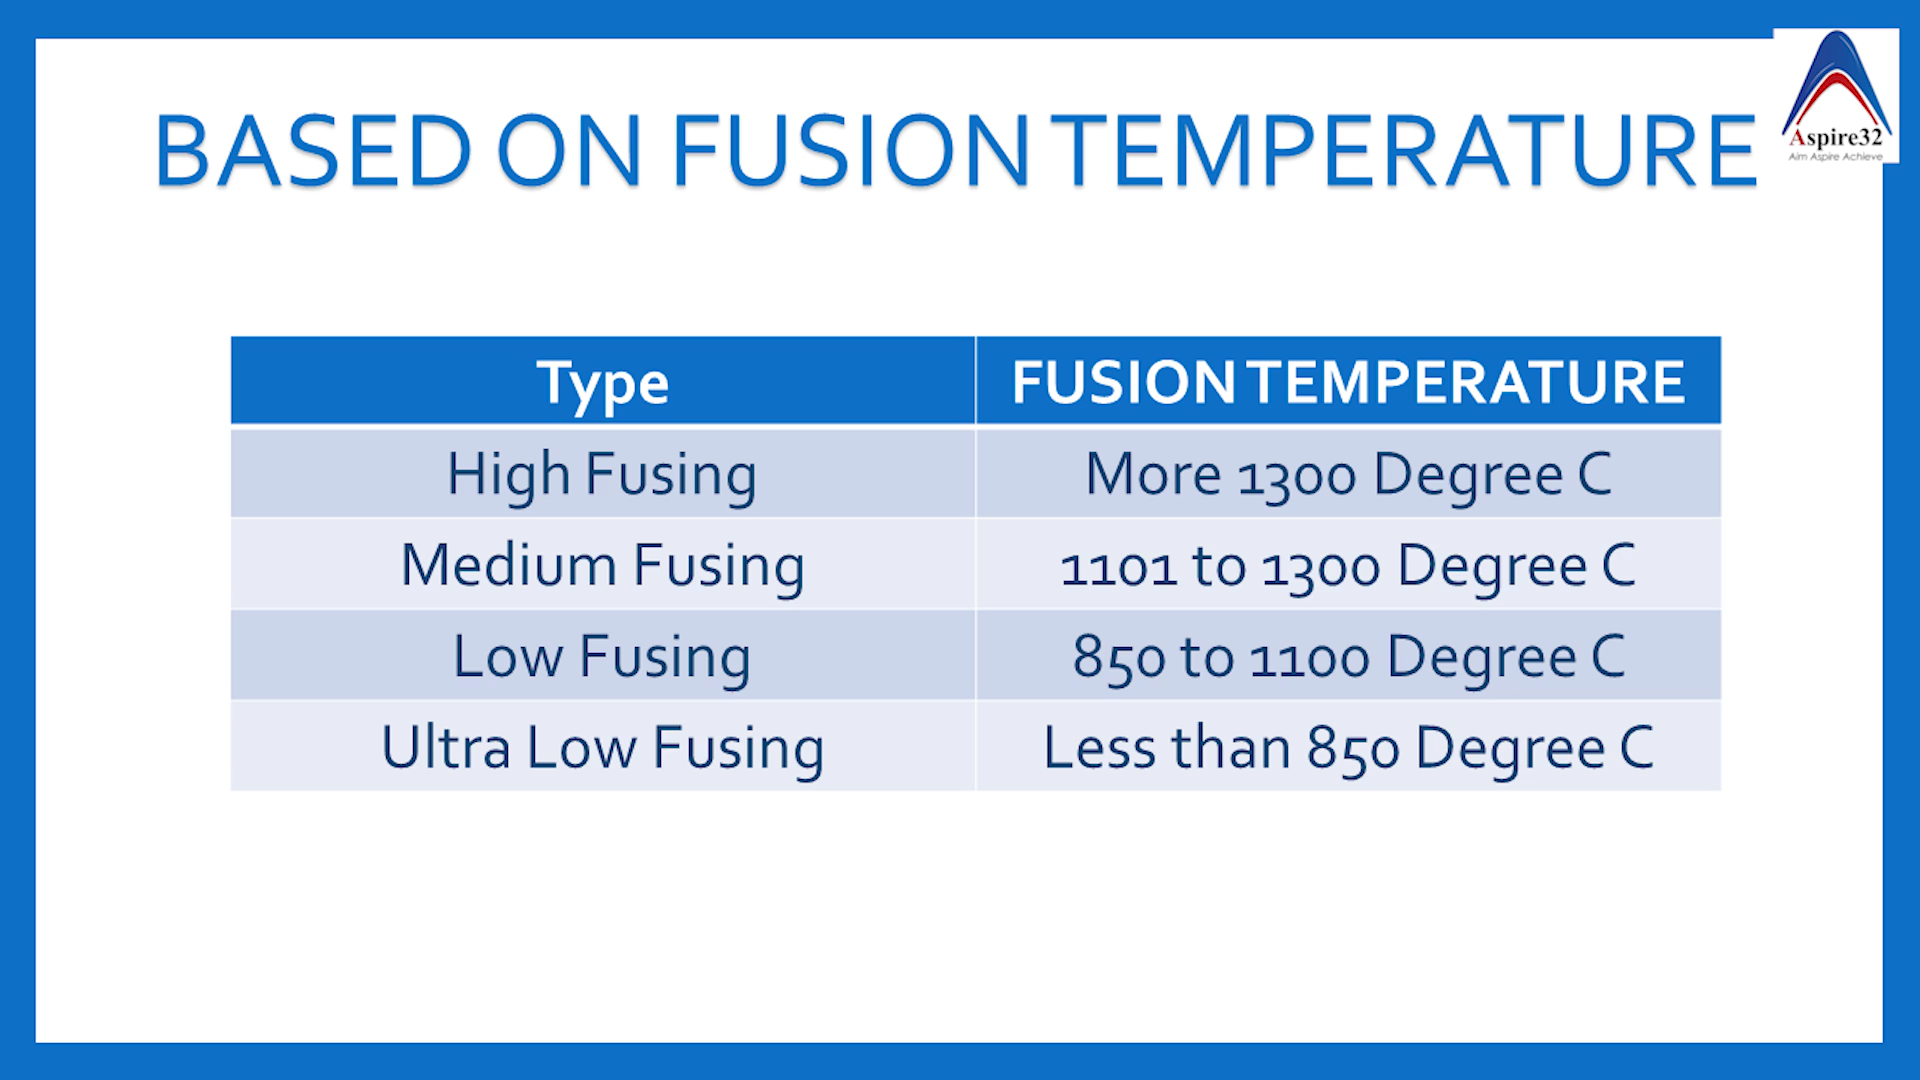 BASED ON FUSION TEMPERATURE
Aspire32
Aim Aspire Achieve
Type FUSION TEMPERATURE
High Fusing More 1300 Degree C
Medium Fusing 1101 to 1300 Degree C
Low Fusing 850 to 1100 Degree C
Ultra Low Fusing Less than 850 Degree C